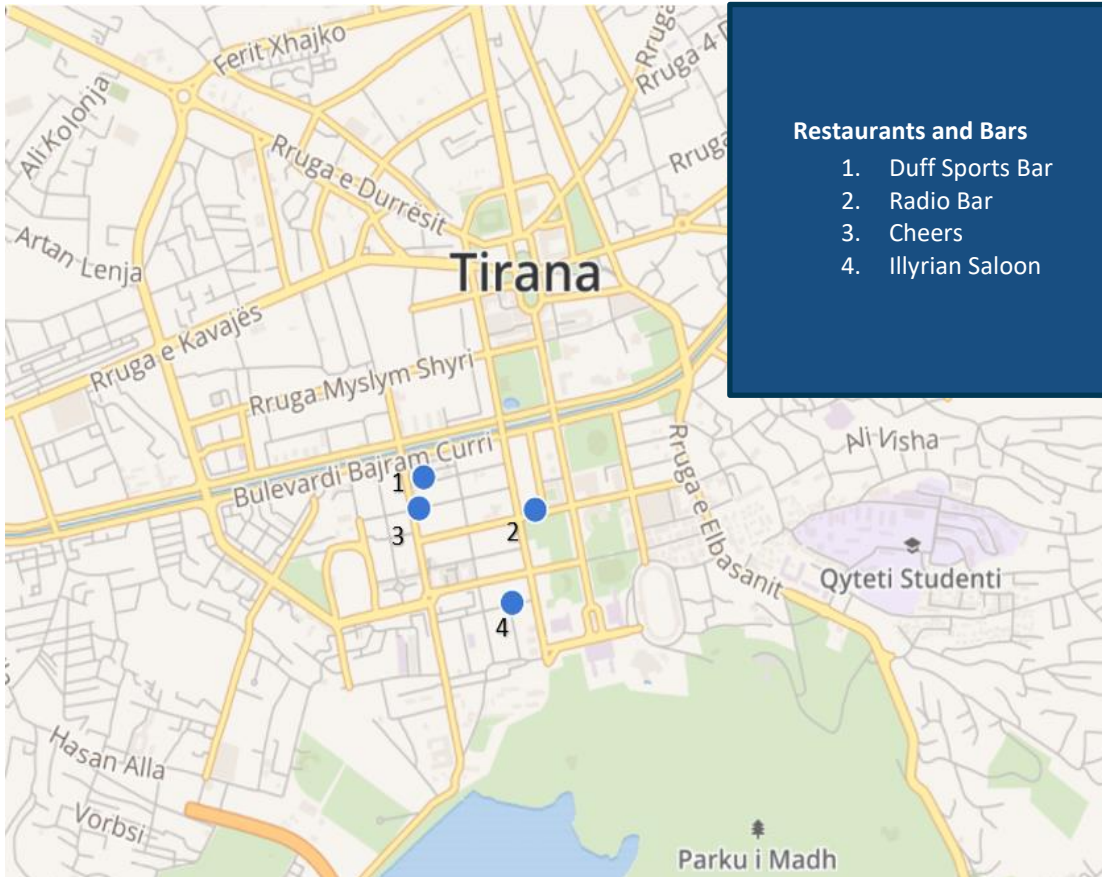 Ferit Xhajko
Rruga
Rruga 4 D
Ali Kolonja
Rruga e Durrësit
Rruga
Artan Lenja
Tirana
Rruga e Kavajës
Rruga Myslym Shyri
Bulevardi Bajram Curri
Rruga e Elbasanit
Ali Visha
Qyteti Studenti
1
3
2
4
Hasan Alla
Vorbsi
Parku i Madh
Restaurants and Bars
1. Duff Sports Bar
2. Radio Bar
3. Cheers
4. Illyrian Saloon